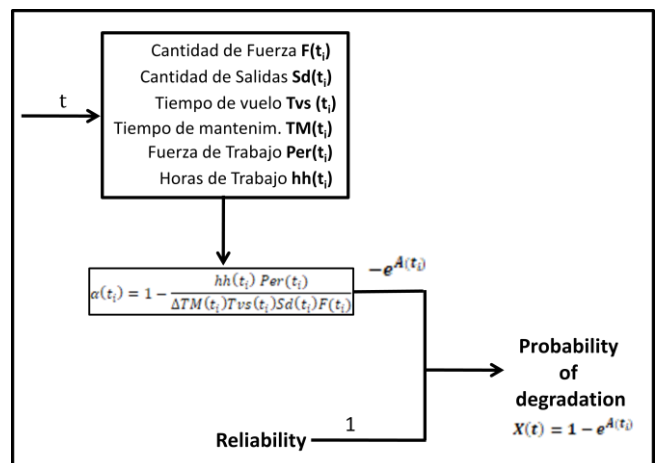 Cantidad de Fuerza F(tᵢ)
Cantidad de Salidas Sd(tᵢ)
t
Tiempo de vuelo Tvs (tᵢ)
Tiempo de mantenim. TM(tᵢ)
Fuerza de Trabajo Per(tᵢ)
Horas de Trabajo hh(tᵢ)
α(tᵢ) = 1 − hh(tᵢ) Per(tᵢ) / ΔTM(tᵢ)Tvs(tᵢ)Sd(tᵢ)F(tᵢ)
−e^A(tᵢ)
Probability
of
degradation
X(t) = 1 − e^A(tᵢ)
Reliability
1